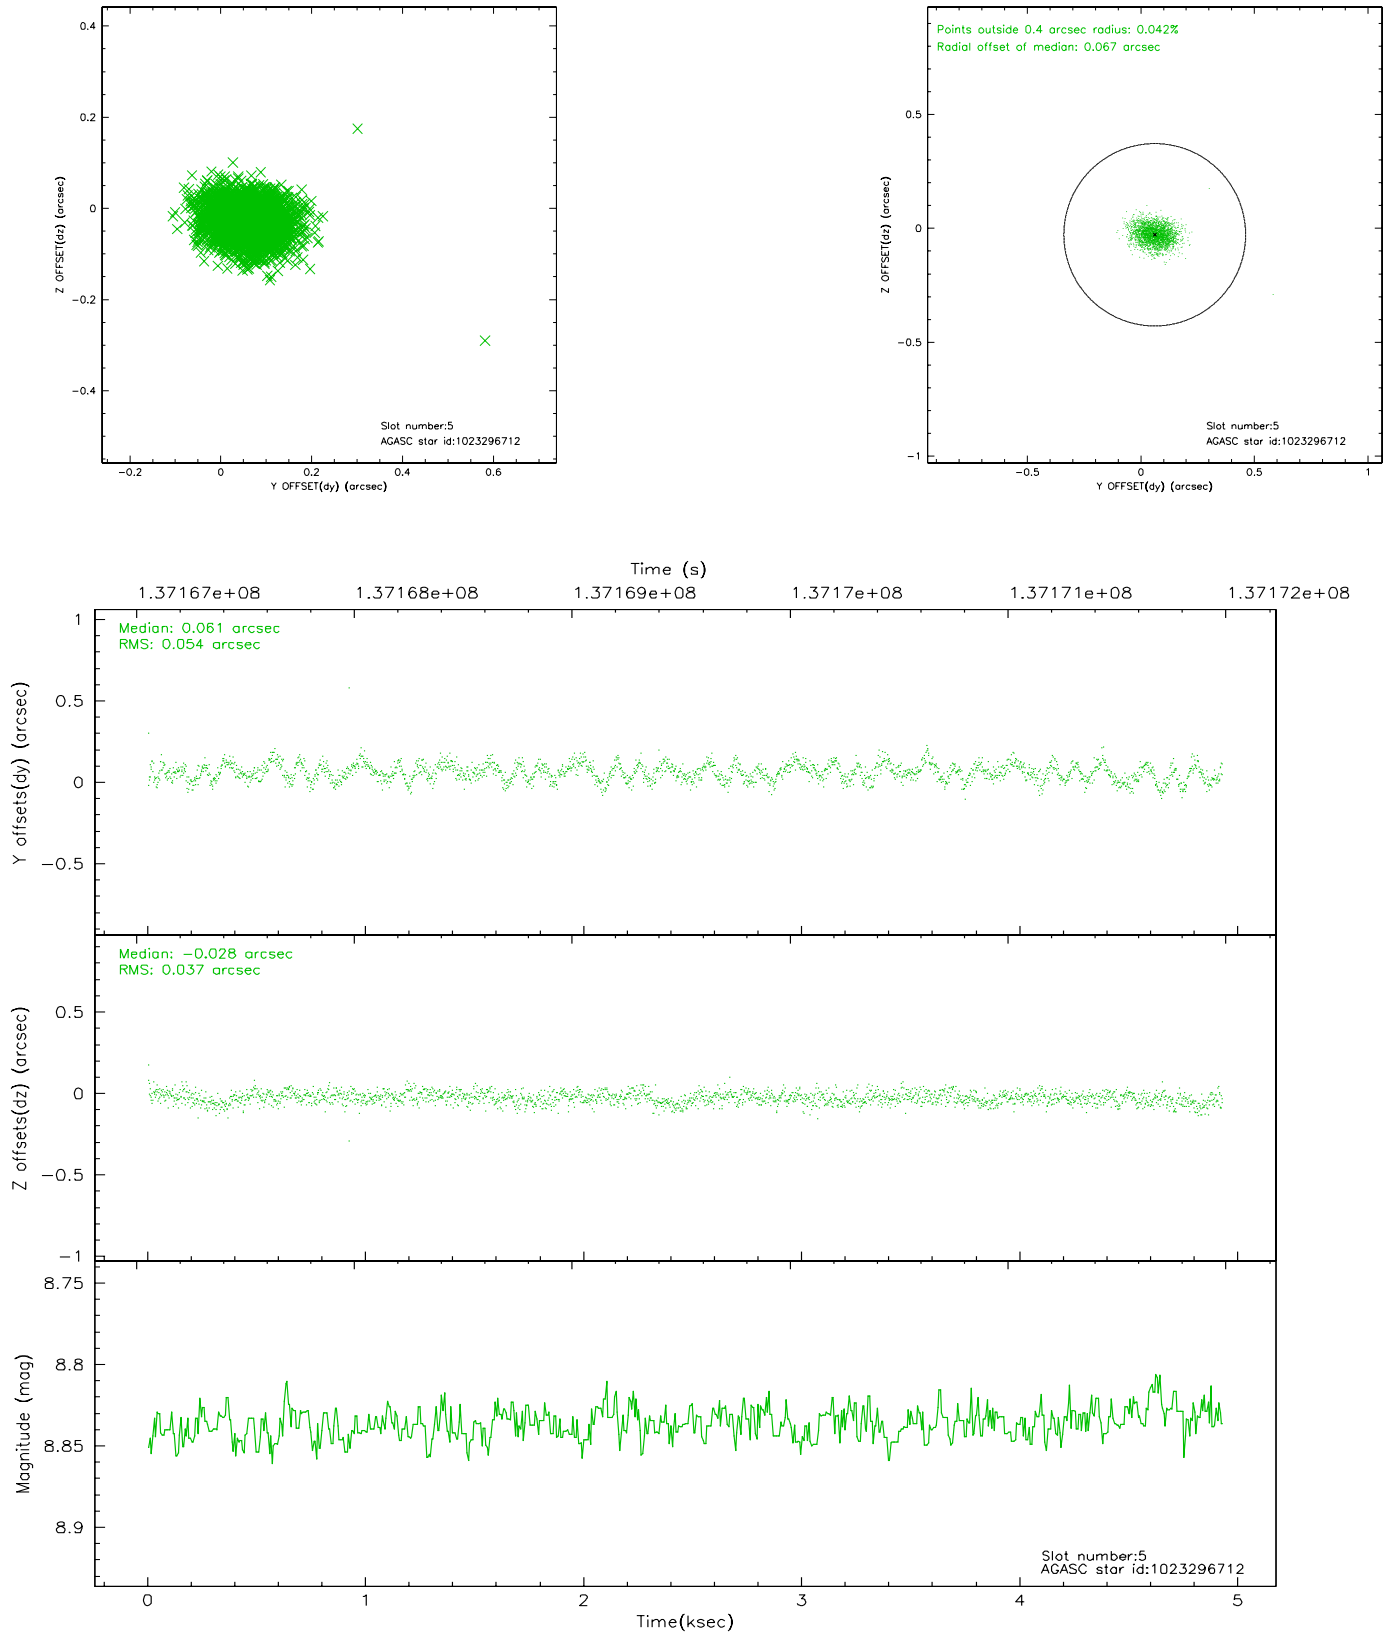 0.4
0.2
0
−0.2
−0.4
Z OFFSET(dz) (arcsec)
Slot number:5
AGASC star id:1023296712
−0.2 0 0.2 0.4 0.6
Y OFFSET(dy) (arcsec)
Points outside 0.4 arcsec radius: 0.042%
Radial offset of median: 0.067 arcsec
0.5
0
−0.5
−1
Z OFFSET(dz) (arcsec)
Slot number:5
AGASC star id:1023296712
−0.5 0 0.5 1
Y OFFSET(dy) (arcsec)
Time (s)
1.37167e+08 1.37168e+08 1.37169e+08 1.3717e+08 1.37171e+08 1.37172e+08
Median: 0.061 arcsec
RMS: 0.054 arcsec
1
0.5
0
−0.5
Y offsets(dy) (arcsec)
Median: −0.028 arcsec
RMS: 0.037 arcsec
0.5
0
−0.5
−1
Z offsets(dz) (arcsec)
8.75
8.8
8.85
8.9
Magnitude (mag)
Slot number:5
AGASC star id:1023296712
0 1 2 3 4 5
Time(ksec)